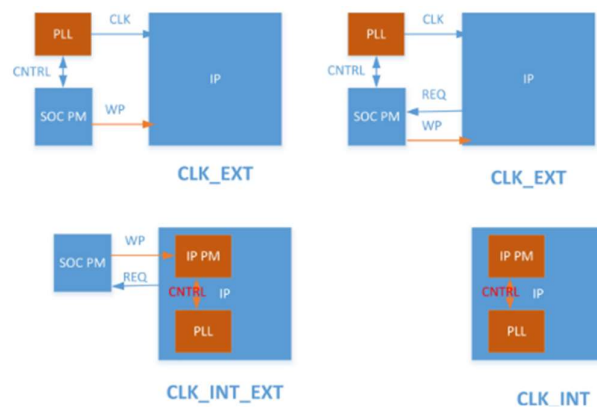 PLL
CLK
CNTRL
IP
SOC PM
WP
CLK_EXT
PLL
CLK
CNTRL
IP
REQ
SOC PM
WP
CLK_EXT
WP
SOC PM
IP PM
REQ
CNTRL
IP
PLL
CLK_INT_EXT
IP PM
CNTRL
IP
PLL
CLK_INT